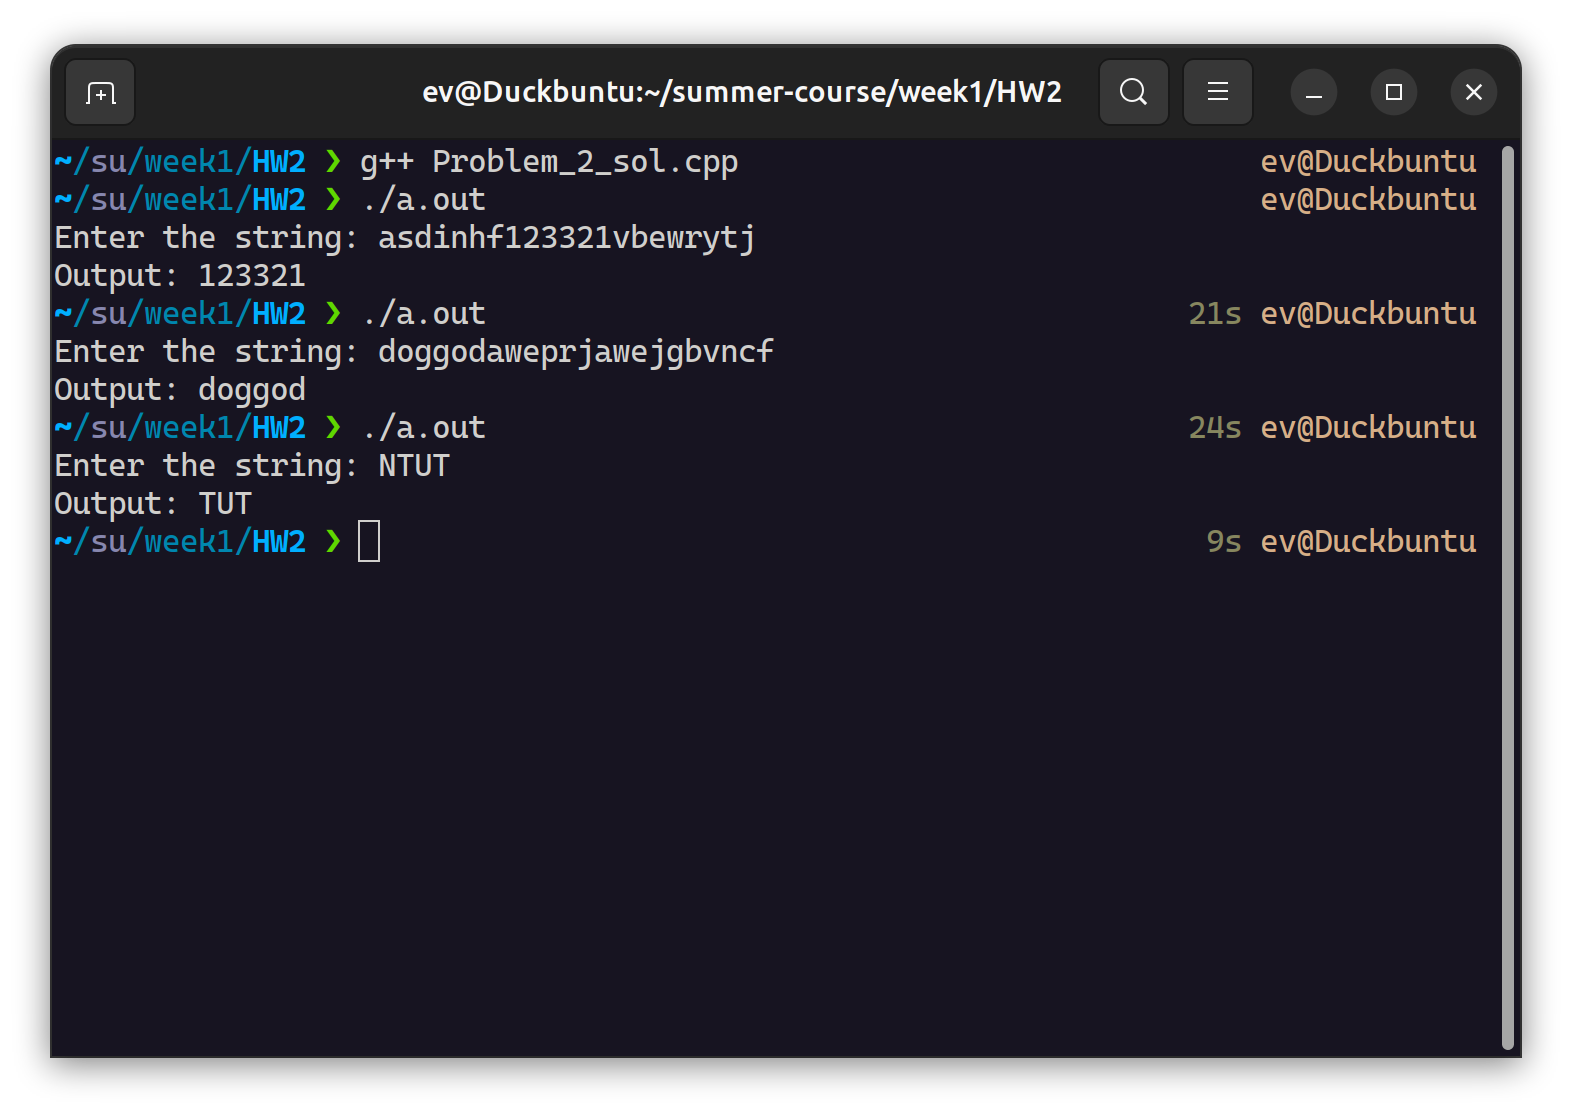 ev@Duckbuntu:~/summer-course/week1/HW2
~/su/week1/HW2 ❯ g++ Problem_2_sol.cpp ev@Duckbuntu
~/su/week1/HW2 ❯ ./a.out ev@Duckbuntu
Enter the string: asdinhf123321vbewrytj
Output: 123321
~/su/week1/HW2 ❯ ./a.out 21s ev@Duckbuntu
Enter the string: doggodaweprjawejgbvncf
Output: doggod
~/su/week1/HW2 ❯ ./a.out 24s ev@Duckbuntu
Enter the string: NTUT
Output: TUT
~/su/week1/HW2 ❯ 9s ev@Duckbuntu